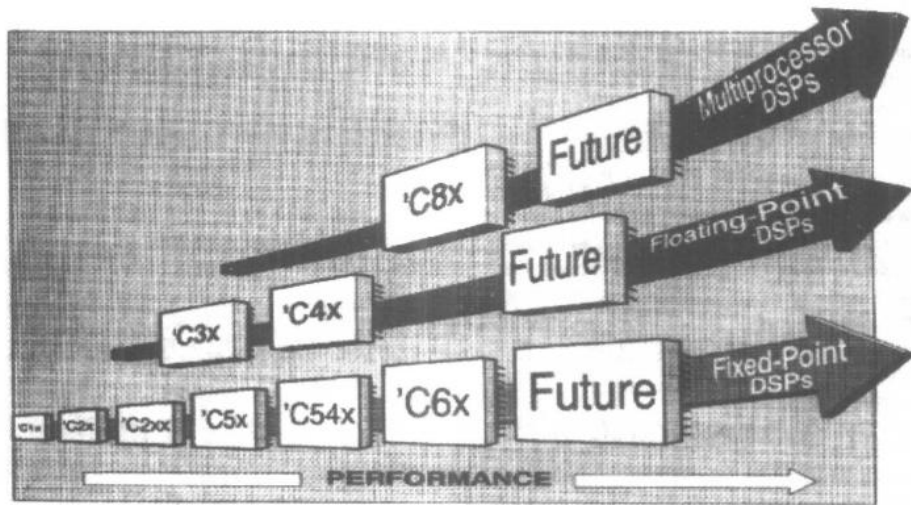 Multiprocessor
DSPs
Future
'C8x
Floating-Point
DSPs
Future
'C4x
'C3x
Fixed-Point
DSPs
'C1x
'C2x
'C2xx
'C5x
'C54x
'C6x
Future
PERFORMANCE